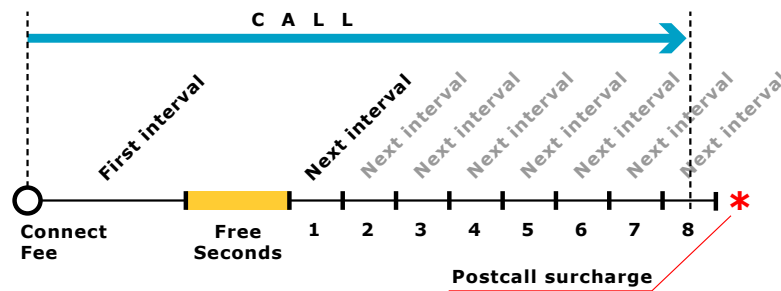 C A L L
First interval
Next interval
Next interval
Next interval
Next interval
Next interval
Next interval
Next interval
Next interval
Connect
Fee
Free
Seconds
1
2
3
4
5
6
7
8
*
Postcall surcharge